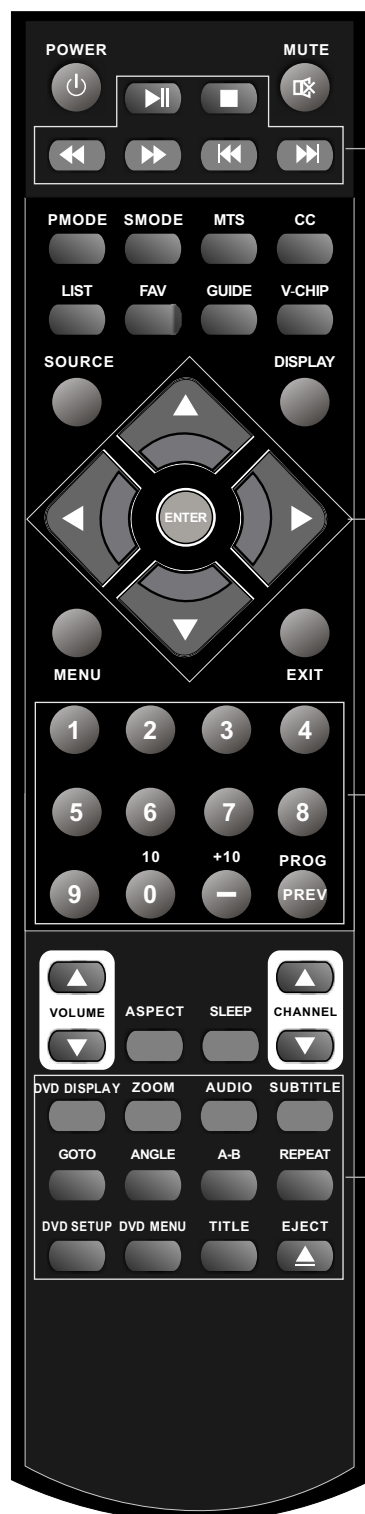 POWER MUTE
PMODE SMODE MTS CC
LIST FAV GUIDE V-CHIP
SOURCE DISPLAY
ENTER
MENU EXIT
1 2 3 4
5 6 7 8
10 +10 PROG
9 0 – PREV
VOLUME ASPECT SLEEP CHANNEL
DVD DISPLAY ZOOM AUDIO SUBTITLE
GOTO ANGLE A-B REPEAT
DVD SETUP DVD MENU TITLE EJECT